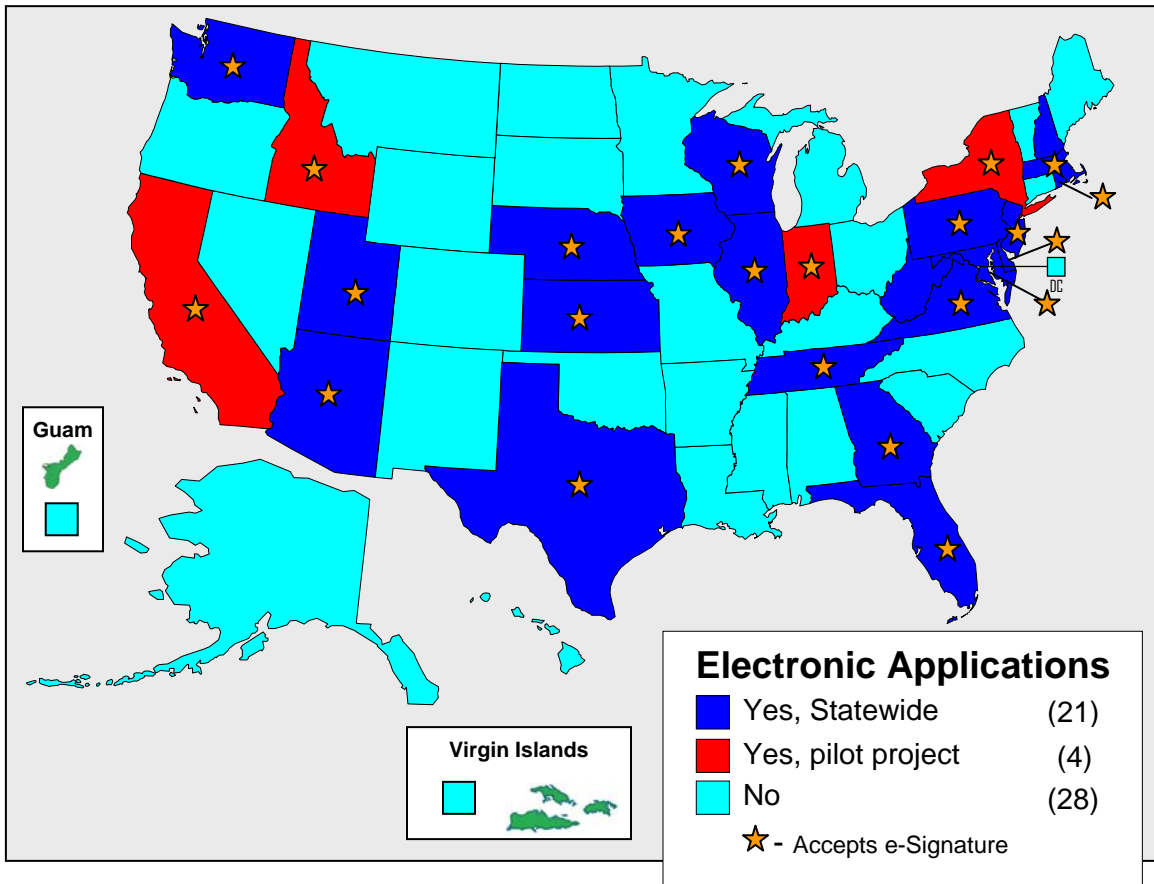 DC
Guam
Virgin Islands
Electronic Applications
Yes, Statewide (21)
Yes, pilot project (4)
No (28)
- Accepts e-Signature